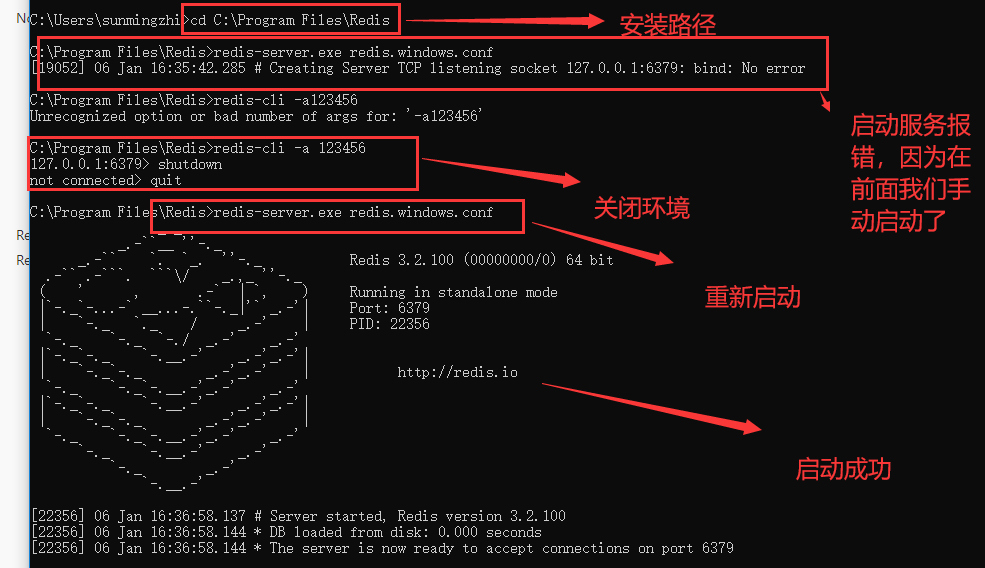 C:\Users\sunmingzhi>cd C:\Program Files\Redis
安装路径
C:\Program Files\Redis>redis-server.exe redis.windows.conf
[19052] 06 Jan 16:35:42.285 # Creating Server TCP listening socket 127.0.0.1:6379: bind: No error
启动服务报
错，因为在
前面我们手
动启动了
C:\Program Files\Redis>redis-cli -a123456
Unrecognized option or bad number of args for: '-a123456'
C:\Program Files\Redis>redis-cli -a 123456
127.0.0.1:6379> shutdown
not connected> quit
关闭环境
C:\Program Files\Redis>redis-server.exe redis.windows.conf
重新启动
Re
Re
Redis 3.2.100 (00000000/0) 64 bit
Running in standalone mode
Port: 6379
PID: 22356
http://redis.io
启动成功
[22356] 06 Jan 16:36:58.137 # Server started, Redis version 3.2.100
[22356] 06 Jan 16:36:58.144 * DB loaded from disk: 0.000 seconds
[22356] 06 Jan 16:36:58.144 * The server is now ready to accept connections on port 6379